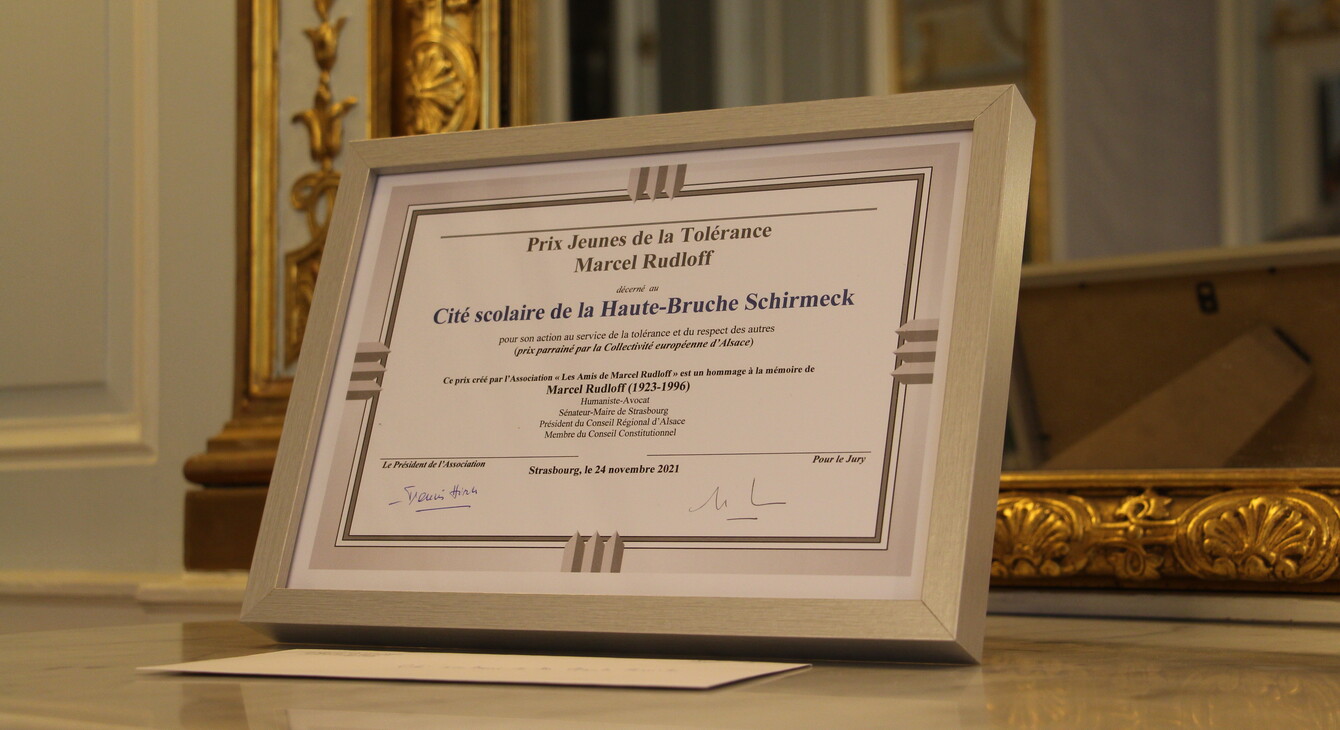 Prix Jeunes de la Tolérance
Marcel Rudloff
décerné au
Cité scolaire de la Haute-Bruche Schirmeck
pour son action au service de la tolérance et du respect des autres
(prix parrainé par la Collectivité européenne d'Alsace)
Ce prix créé par l'Association « Les Amis de Marcel Rudloff » est un hommage à la mémoire de
Marcel Rudloff (1923-1996)
Humaniste-Avocat
Sénateur-Maire de Strasbourg
Président du Conseil Régional d'Alsace
Membre du Conseil Constitutionnel
Le Président de l'Association
Strasbourg, le 24 novembre 2021
Pour le Jury